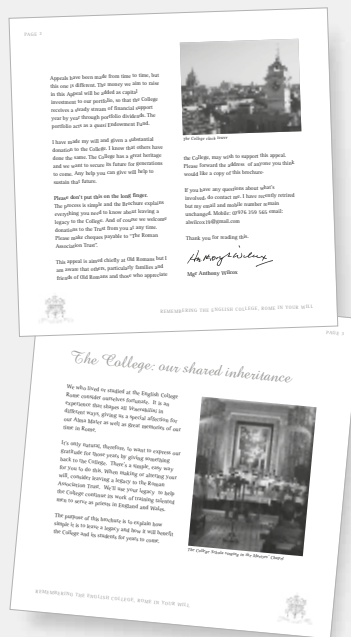 PAGE
Appeals have been made from time to time, but
this one is different. The money we aim to raise
in this Appeal will be added as capital
investment to our portfolio, so that the College
receives a steady stream of financial support
year by year through portfolio dividends. The
portfolio acts as a quasi Endowment Fund.
I have made my will and given a substantial
donation to the College. I know that others have
done the same. The College has a great heritage
and we want to secure its future for generations
to come. Any help you can give will help to
sustain that future.
Please don't put this on the long finger.
The process is simple and the Brochure explains
everything you need to know about leaving a
legacy to the College. And of course we welcome
donations to the Trust from you at any time.
Please make cheques payable to "The Roman
Association Trust".
This appeal is aimed chiefly at Old Romans but I
am aware that others, particularly families and
friends of Old Romans and those who appreciate
The College clock tower
the College, may wish to support this appeal.
Please forward the address of anyone you think
would like a copy of this brochure.
If you have any questions about what's
involved, do contact me. I have recently retired
but my email and mobile number remain
unchanged. Mobile:
Thank you for reading this.
Anthony Wilcox
Mgr Anthony Wilcox
REMEMBERING THE ENGLISH COLLEGE, ROME IN YOUR WILL
PAGE
The College: our shared inheritance
We who lived or studied at the English College
Rome consider ourselves fortunate. It is an
experience that shapes all Venerabilini in
different ways, giving us a special affection for
our Alma Mater as well as great memories of our
time in Rome.
It's only natural, therefore, to want to express our
gratitude for those years by giving something
back to the College. There's a simple, easy way
for you to do this. When making or altering your
will, consider leaving a legacy to the Roman
Association Trust. We'll use your legacy to help
the College continue its work of training talented
men to serve as priests in England and Wales.
The purpose of this brochure is to explain how
simple it is to leave a legacy and how it will benefit
the College and its students for years to come.
The College Schola singing in the Martyrs' Chapel
REMEMBERING THE ENGLISH COLLEGE, ROME IN YOUR WILL